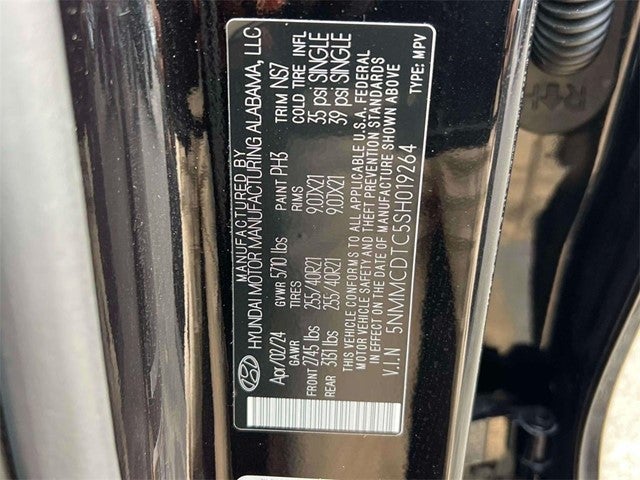 MANUFACTURED BY
HYUNDAI MOTOR MANUFACTURING ALABAMA, LLC
Apr/02/24 GVWR 5710 lbs PAINT PH3 TRIM NS7
GAWR TIRES RIMS COLD TIRE INFL
FRONT 2745 lbs 255/40R21 9.0JX21 35 psi SINGLE
REAR 3131 lbs 255/40R21 9.0JX21 39 psi SINGLE
THIS VEHICLE CONFORMS TO ALL APPLICABLE U.S.A. FEDERAL
MOTOR VEHICLE SAFETY AND THEFT PREVENTION STANDARDS
IN EFFECT ON THE DATE OF MANUFACTURE SHOWN ABOVE
V.I.N 5NMMCDTC5SH019264 TYPE: MPV